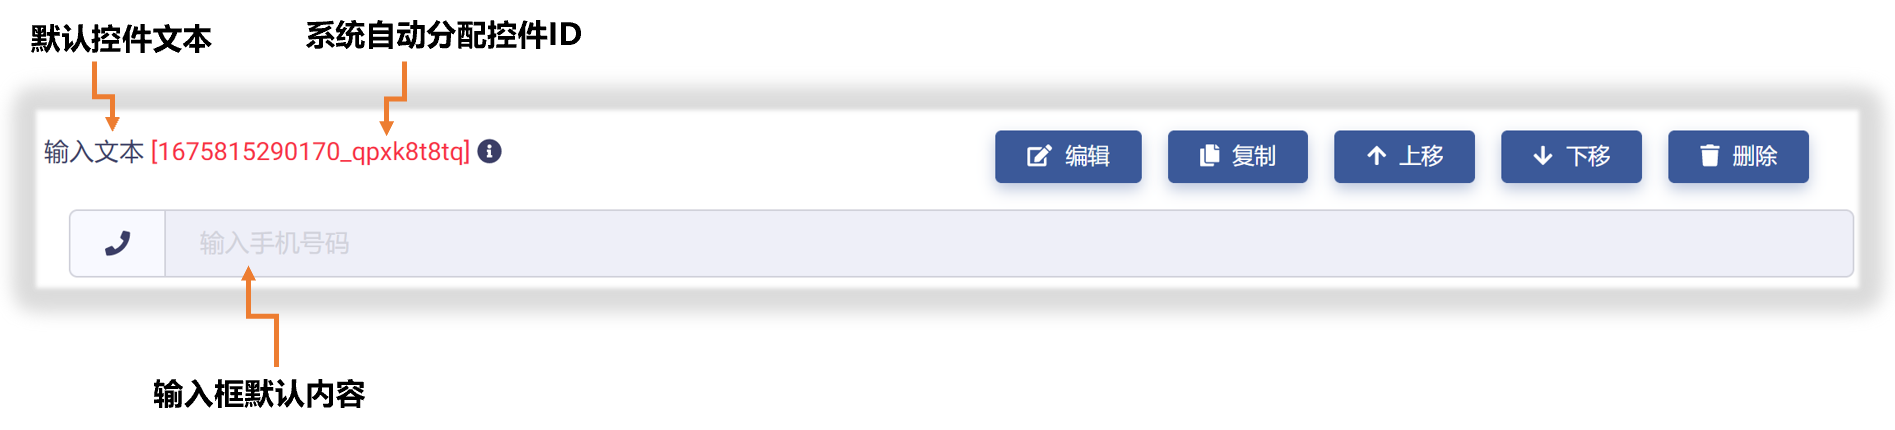 默认控件文本
系统自动分配控件ID
输入文本 [1675815290170_qpxk8t8tq]
编辑
复制
上移
下移
删除
输入手机号码
输入框默认内容